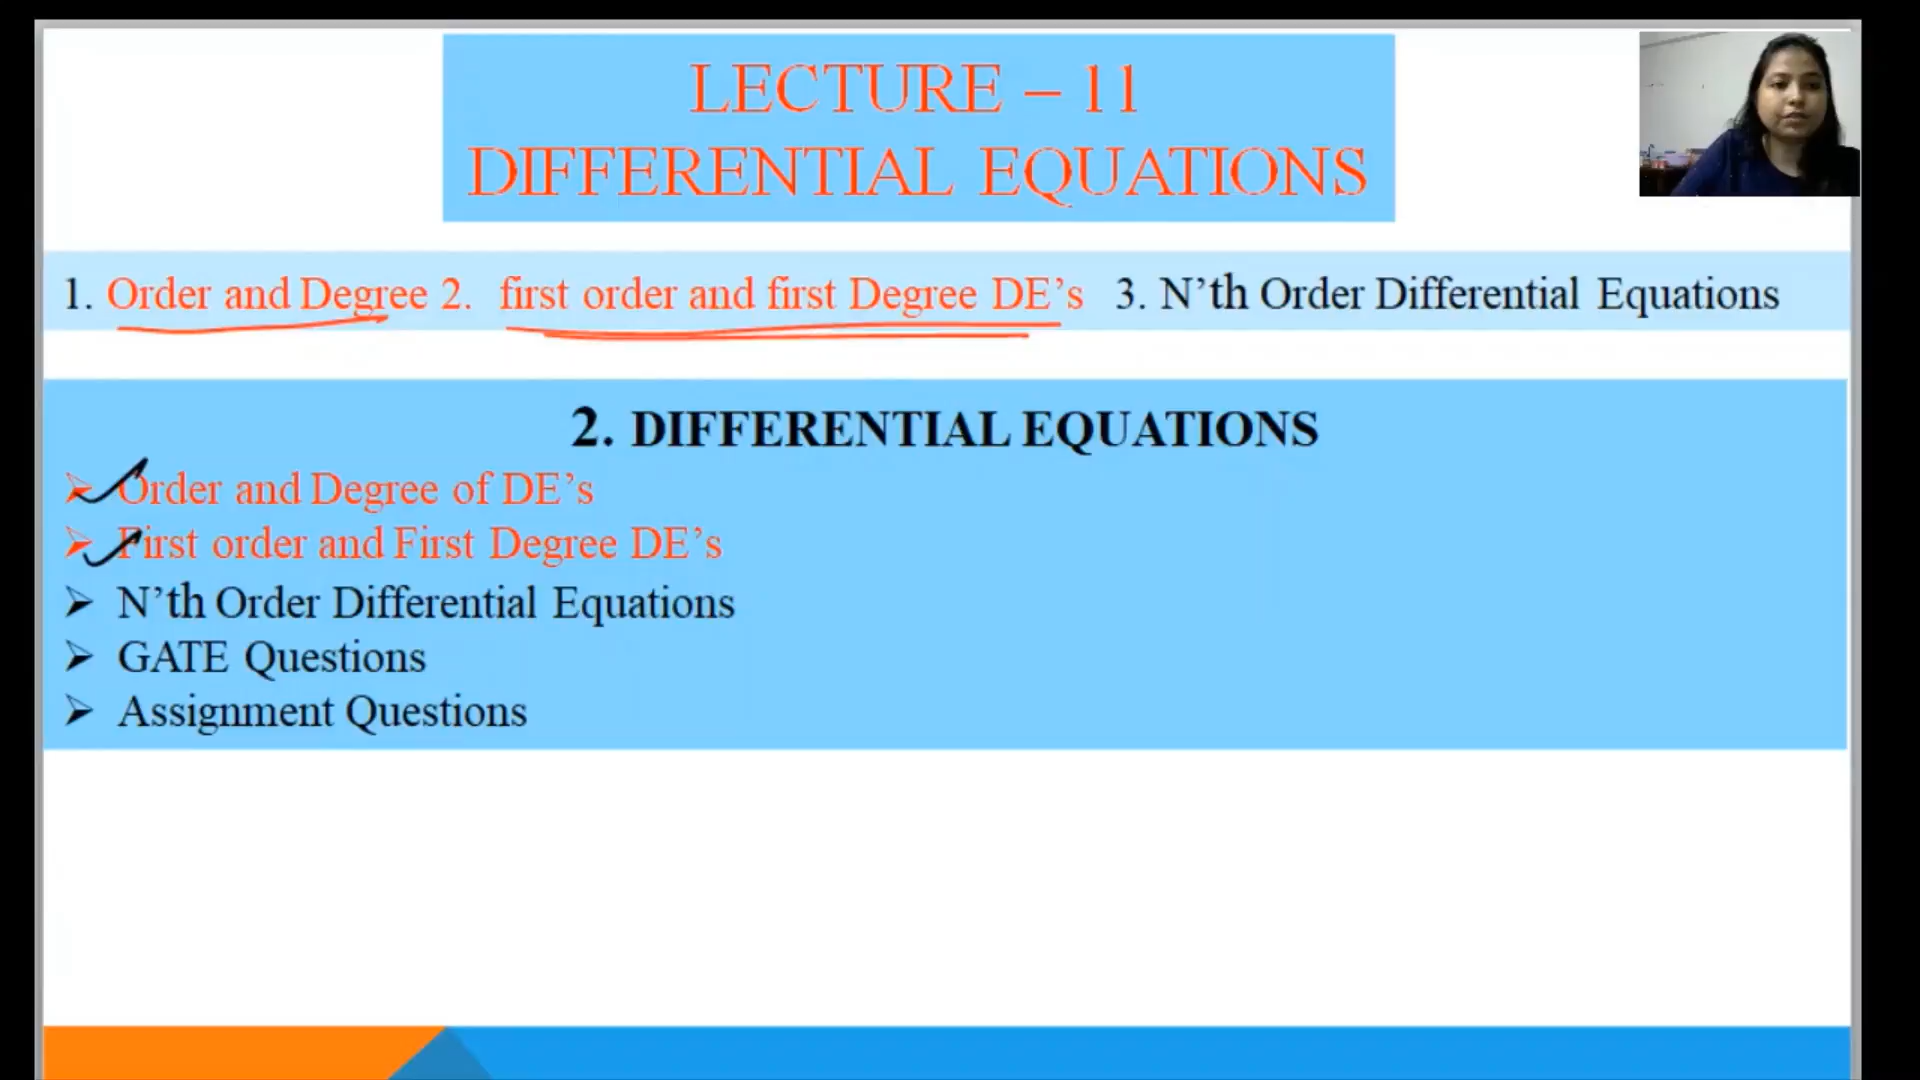 LECTURE – 11
DIFFERENTIAL EQUATIONS
1. Order and Degree 2. first order and first Degree DE's 3. N'th Order Differential Equations
2. DIFFERENTIAL EQUATIONS
➢ Order and Degree of DE's
➢ First order and First Degree DE's
➢ N'th Order Differential Equations
➢ GATE Questions
➢ Assignment Questions